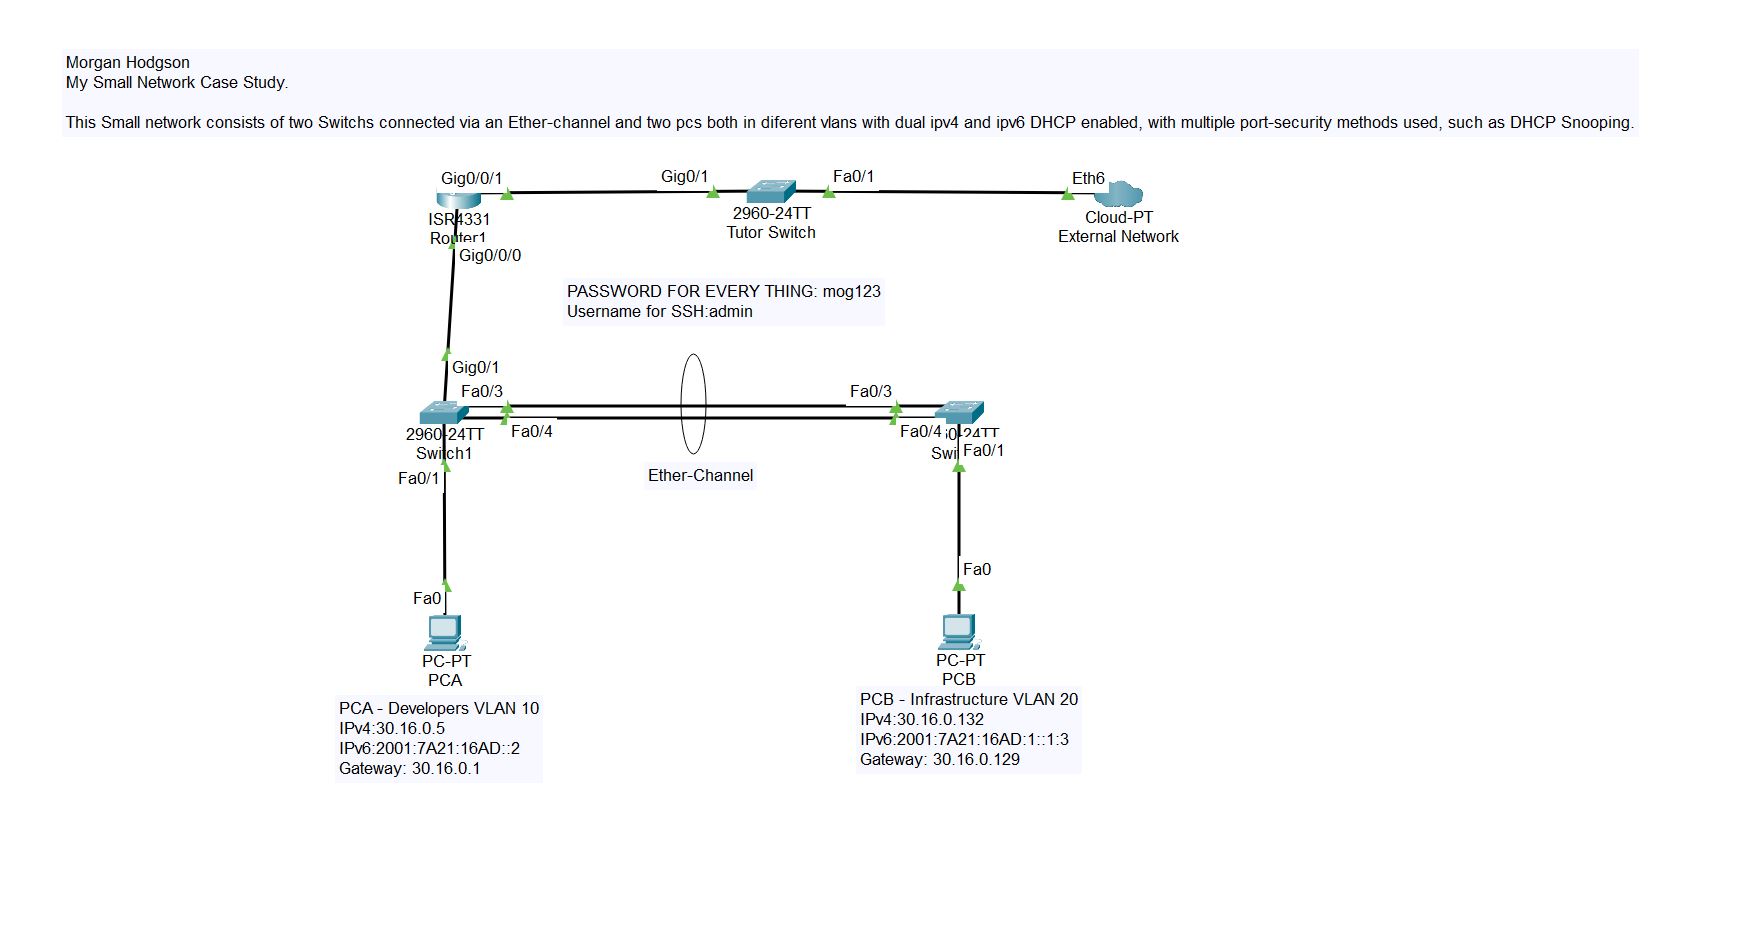 Morgan Hodgson
My Small Network Case Study.
This Small network consists of two Switchs connected via an Ether-channel and two pcs both in diferent vlans with dual ipv4 and ipv6 DHCP enabled, with multiple port-security methods used, such as DHCP Snooping.
Gig0/0/1
Gig0/1
Fa0/1
Eth6
ISR4331
Router1
2960-24TT
Tutor Switch
Cloud-PT
External Network
Gig0/0/0
PASSWORD FOR EVERY THING: mog123
Username for SSH:admin
Gig0/1
Fa0/3
Fa0/3
2960-24TT
Switch1
Fa0/4
Fa0/4
Fa0/1
Fa0/1
Ether-Channel
Fa0
Fa0
PC-PT
PCA
PC-PT
PCB
PCA - Developers VLAN 10
IPv4:30.16.0.5
IPv6:2001:7A21:16AD::2
Gateway: 30.16.0.1
PCB - Infrastructure VLAN 20
IPv4:30.16.0.132
IPv6:2001:7A21:16AD:1::1:3
Gateway: 30.16.0.129